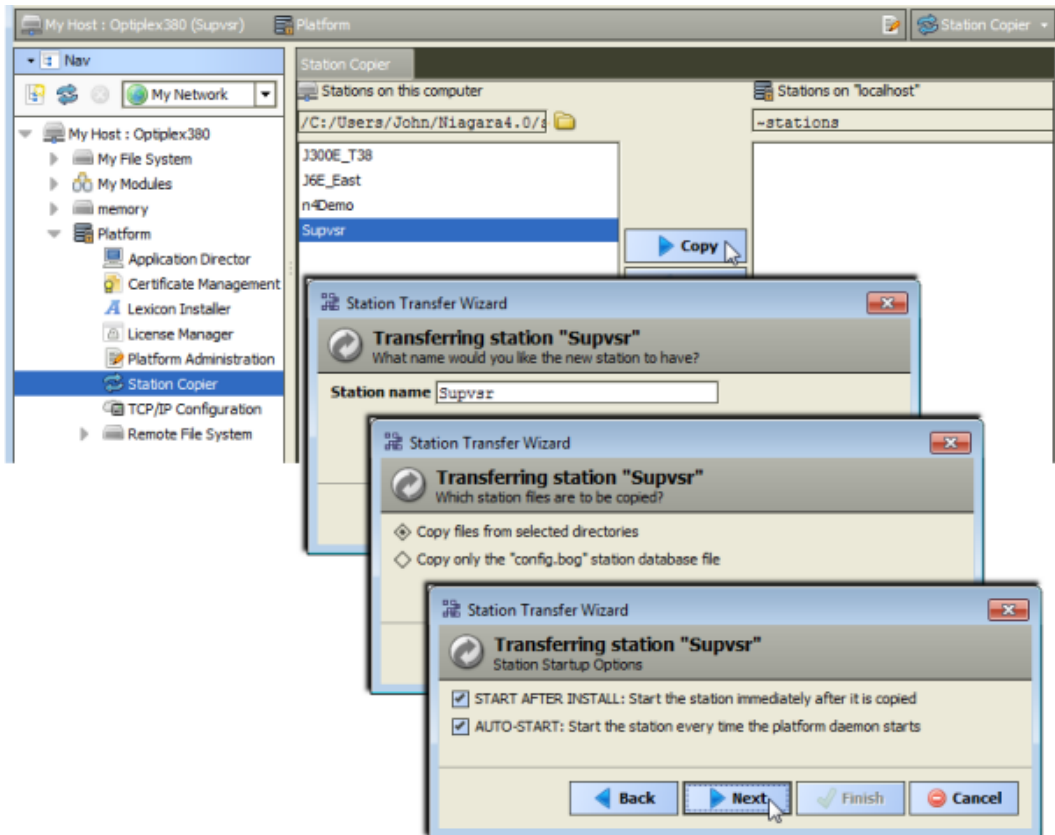 My Host : Optiplex380 (Supvsr) Platform Station Copier
Nav
My Network
My Host : Optiplex380
My File System
My Modules
memory
Platform
Application Director
Certificate Management
Lexicon Installer
License Manager
Platform Administration
Station Copier
TCP/IP Configuration
Remote File System
Station Copier
Stations on this computer
/C:/Users/John/Niagara4.0/s
J300E_T38
J6E_East
n4Demo
Supvsr
Copy
Stations on "localhost"
~stations
Station Transfer Wizard
Transferring station "Supvsr"
What name would you like the new station to have?
Station name Supvsr
Station Transfer Wizard
Transferring station "Supvsr"
Which station files are to be copied?
Copy files from selected directories
Copy only the "config.bog" station database file
Station Transfer Wizard
Transferring station "Supvsr"
Station Startup Options
START AFTER INSTALL: Start the station immediately after it is copied
AUTO-START: Start the station every time the platform daemon starts
Back Next Finish Cancel